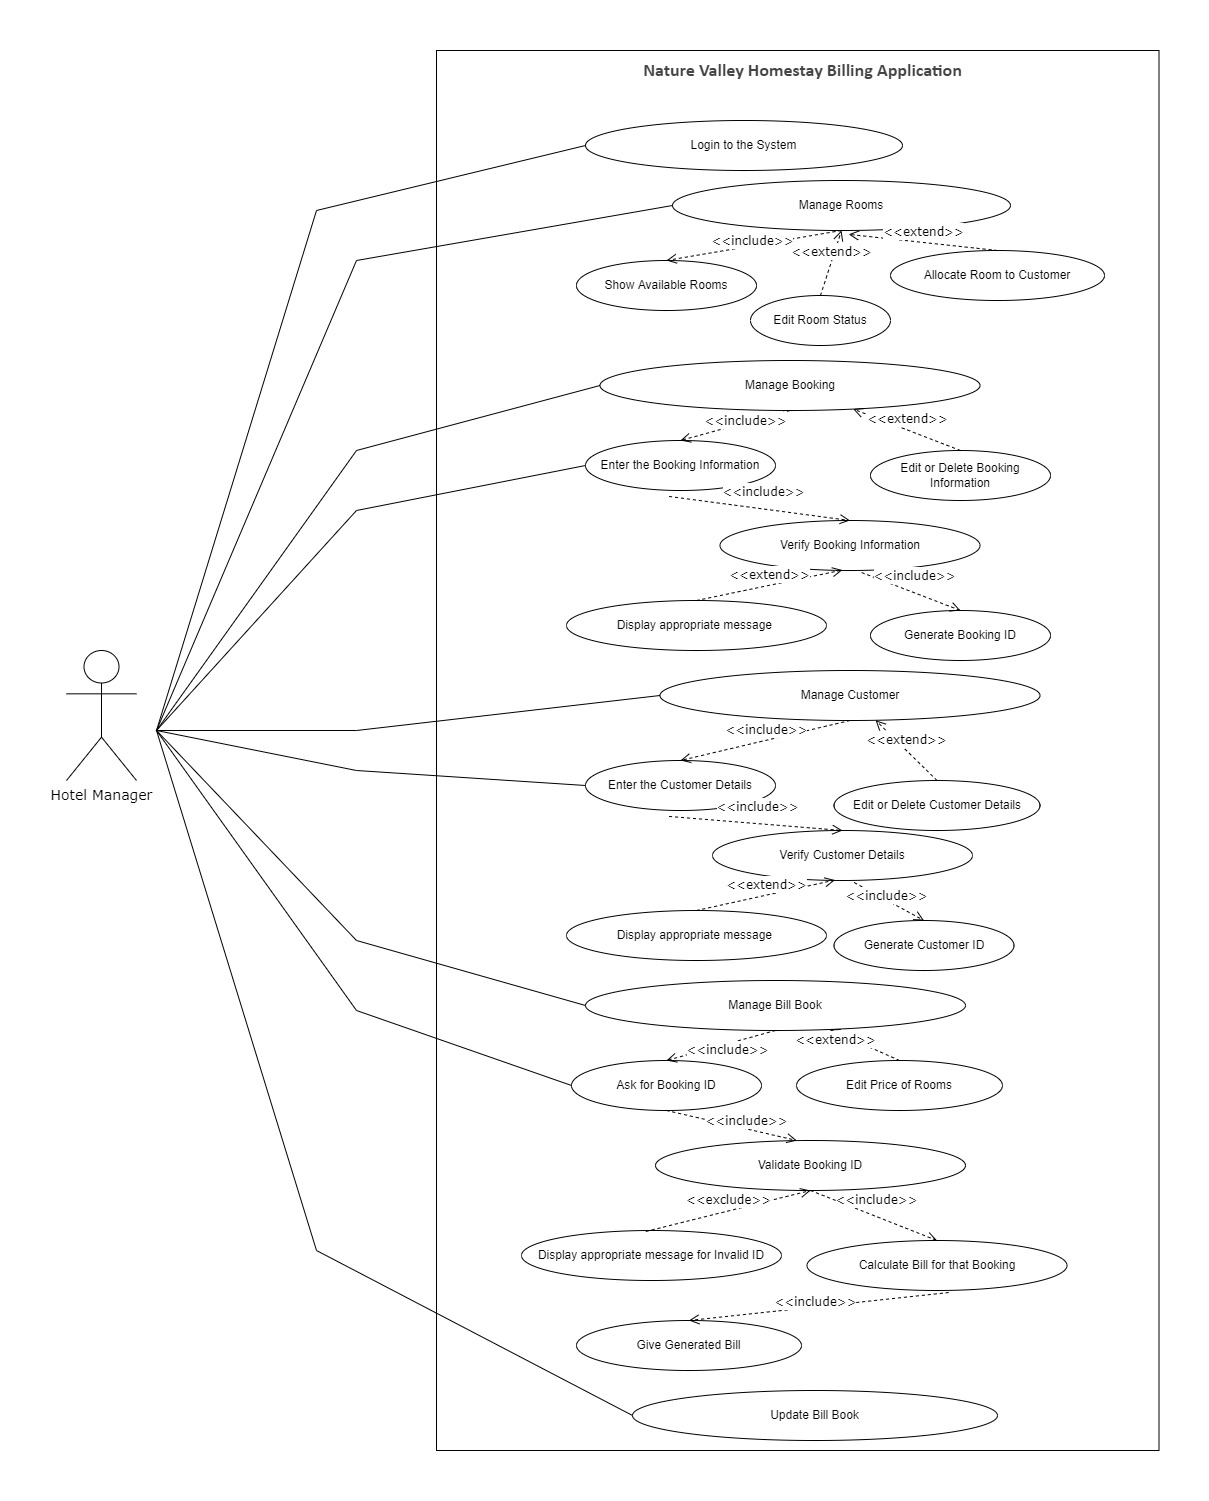 Nature Valley Homestay Billing Application
Login to the System
Manage Rooms
<<extend>>
<<include>>
<<extend>>
Allocate Room to Customer
Show Available Rooms
Edit Room Status
Manage Booking
<<include>>
<<extend>>
Enter the Booking Information
Edit or Delete Booking
Information
<<include>>
Verify Booking Information
<<extend>>
<<include>>
Display appropriate message
Generate Booking ID
Manage Customer
<<include>>
<<extend>>
Enter the Customer Details
Hotel Manager
Edit or Delete Customer Details
<<include>>
Verify Customer Details
<<extend>>
<<include>>
Display appropriate message
Generate Customer ID
Manage Bill Book
<<include>>
<<extend>>
Ask for Booking ID
Edit Price of Rooms
<<include>>
Validate Booking ID
<<exclude>>
<<include>>
Display appropriate message for Invalid ID
Calculate Bill for that Booking
<<include>>
Give Generated Bill
Update Bill Book